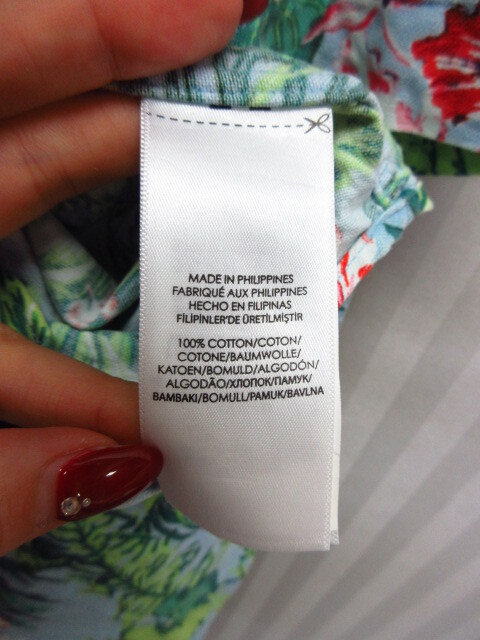 MADE IN PHILIPPINES
FABRIQUÉ AUX PHILIPPINES
HECHO EN FILIPINAS
FİLİPİNLER'DE ÜRETİLMİŞTİR
100% COTTON/COTON/
COTONE/BAUMWOLLE/
KATOEN/BOMULD/ALGODÓN/
ALGODÃO/ХЛОПОК/ПАМУК/
BAMBAKI/BOMULL/PAMUK/BAVLNA